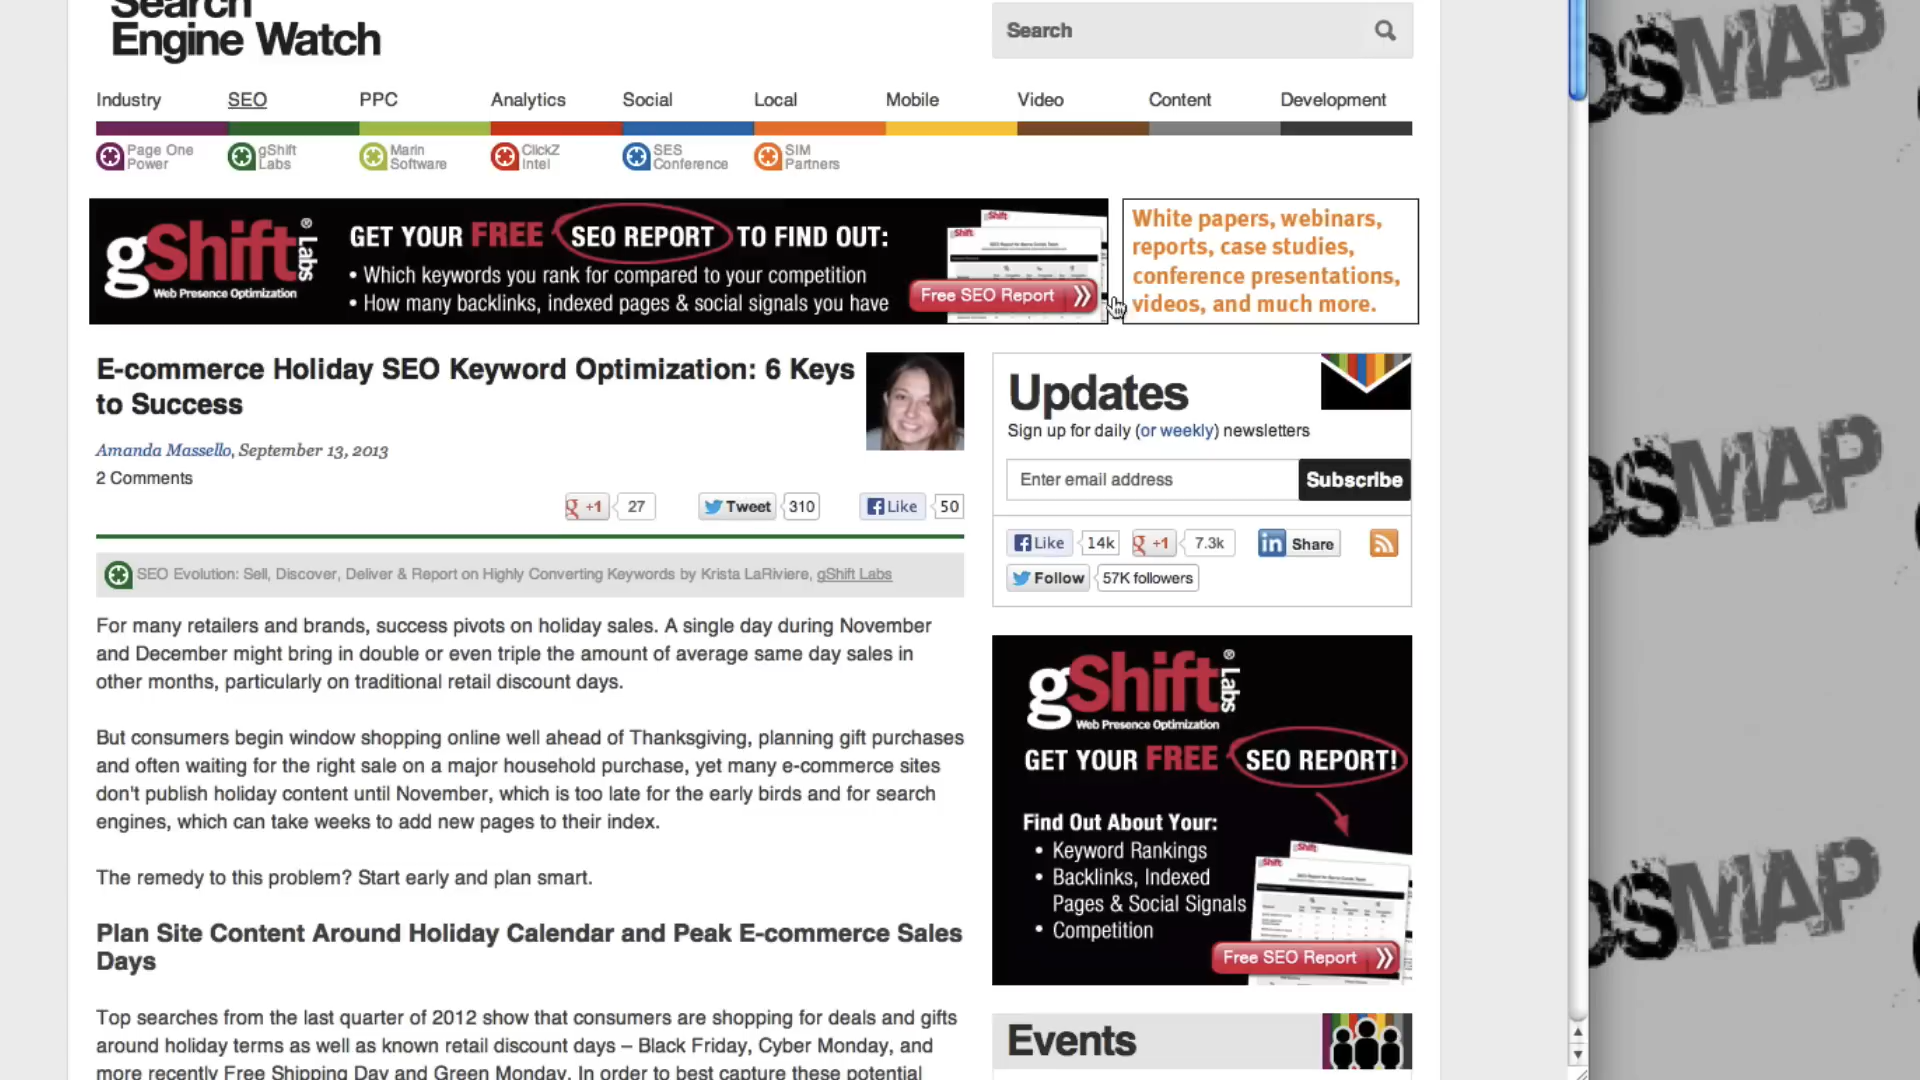 Search
Engine Watch
Search
Industry SEO PPC Analytics Social Local Mobile Video Content Development
Page One Power
gShift Labs
Marin Software
ClickZ Intel
SES Conference
SIM Partners
gShift Labs®
Web Presence Optimization
GET YOUR FREE SEO REPORT TO FIND OUT:
• Which keywords you rank for compared to your competition
• How many backlinks, indexed pages & social signals you have
Free SEO Report
White papers, webinars,
reports, case studies,
conference presentations,
videos, and much more.
E-commerce Holiday SEO Keyword Optimization: 6 Keys
to Success
Amanda Massello, September 13, 2013
2 Comments
+1 27 Tweet 310 Like 50
SEO Evolution: Sell, Discover, Deliver & Report on Highly Converting Keywords by Krista LaRiviere, gShift Labs
For many retailers and brands, success pivots on holiday sales. A single day during November
and December might bring in double or even triple the amount of average same day sales in
other months, particularly on traditional retail discount days.
But consumers begin window shopping online well ahead of Thanksgiving, planning gift purchases
and often waiting for the right sale on a major household purchase, yet many e-commerce sites
don't publish holiday content until November, which is too late for the early birds and for search
engines, which can take weeks to add new pages to their index.
The remedy to this problem? Start early and plan smart.
Plan Site Content Around Holiday Calendar and Peak E-commerce Sales
Days
Top searches from the last quarter of 2012 show that consumers are shopping for deals and gifts
around holiday terms as well as known retail discount days – Black Friday, Cyber Monday, and
more recently Free Shipping Day and Green Monday. In order to best capture these potential
Updates
Sign up for daily (or weekly) newsletters
Enter email address Subscribe
Like 14k +1 7.3k Share
Follow 57K followers
gShift Labs®
Web Presence Optimization
GET YOUR FREE SEO REPORT!
Find Out About Your:
• Keyword Rankings
• Backlinks, Indexed
Pages & Social Signals
• Competition
Free SEO Report
Events
OSMAP
OSMAP
OSMAP